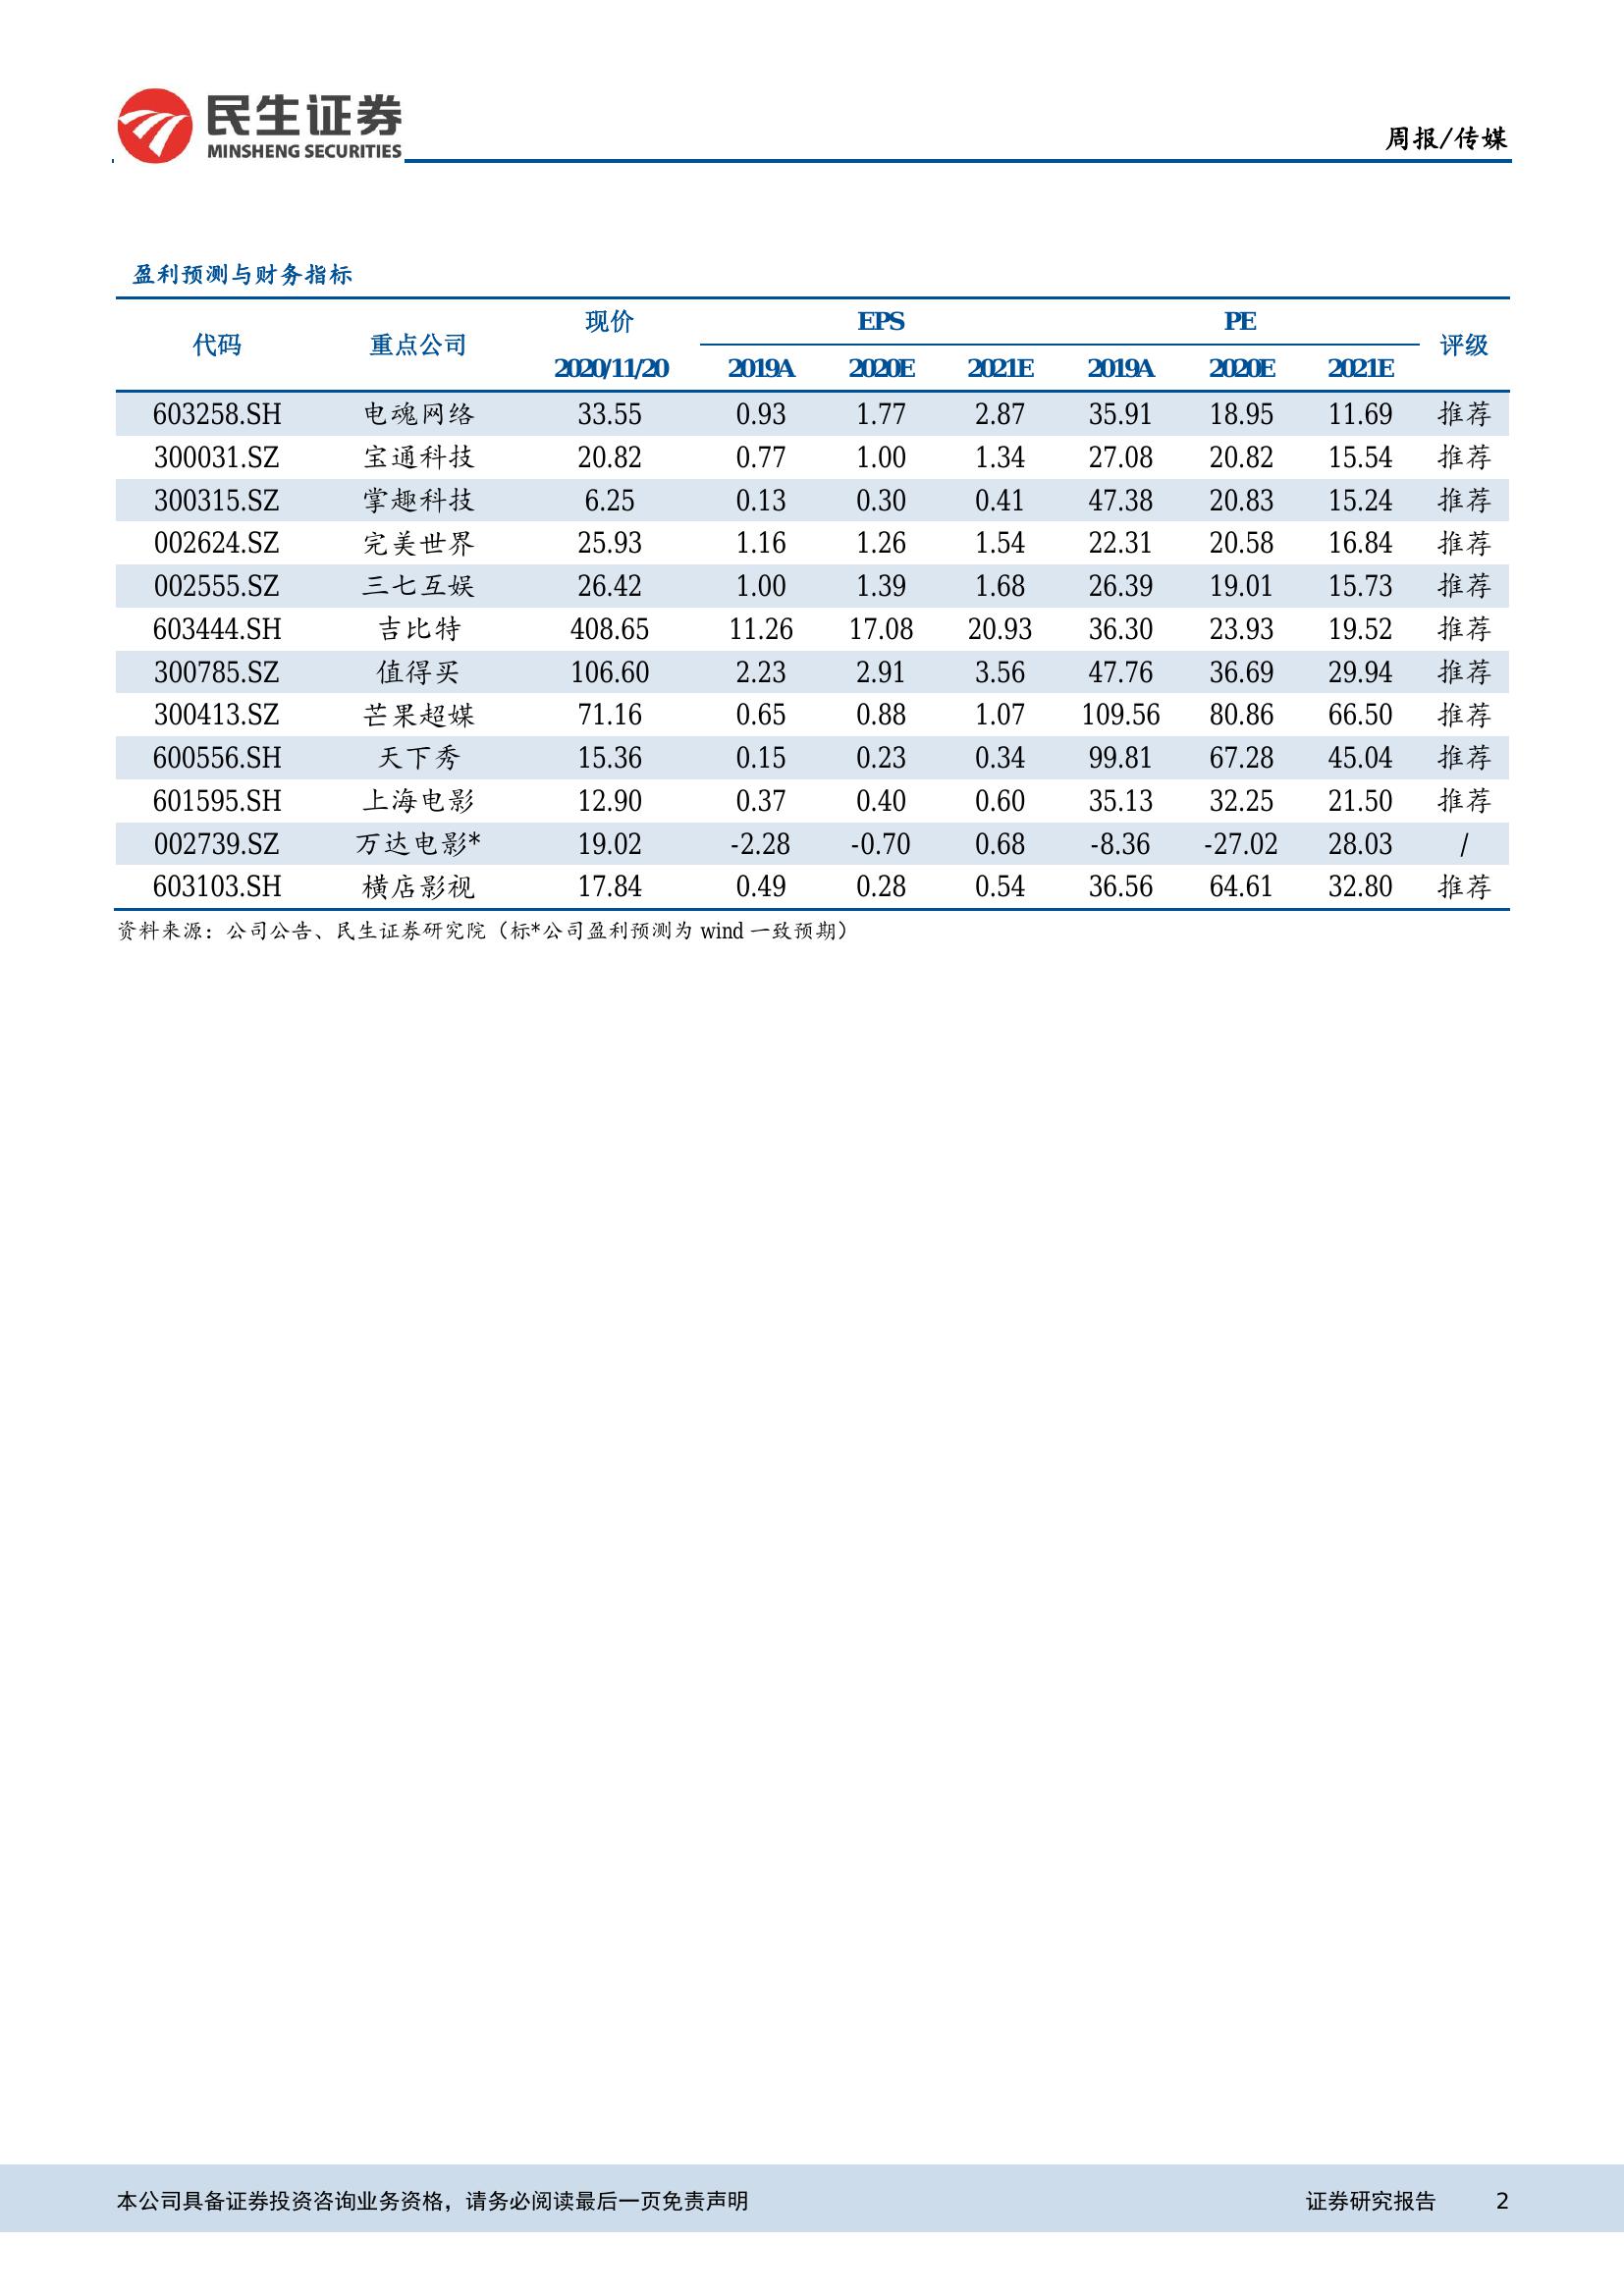 民生证券
MINSHENG SECURITIES
周报/传媒
盈利预测与财务指标
代码 重点公司 现价 EPS PE 评级
2020/11/20 2019A 2020E 2021E 2019A 2020E 2021E
603258.SH 电魂网络 33.55 0.93 1.77 2.87 35.91 18.95 11.69 推荐
300031.SZ 宝通科技 20.82 0.77 1.00 1.34 27.08 20.82 15.54 推荐
300315.SZ 掌趣科技 6.25 0.13 0.30 0.41 47.38 20.83 15.24 推荐
002624.SZ 完美世界 25.93 1.16 1.26 1.54 22.31 20.58 16.84 推荐
002555.SZ 三七互娱 26.42 1.00 1.39 1.68 26.39 19.01 15.73 推荐
603444.SH 吉比特 408.65 11.26 17.08 20.93 36.30 23.93 19.52 推荐
300785.SZ 值得买 106.60 2.23 2.91 3.56 47.76 36.69 29.94 推荐
300413.SZ 芒果超媒 71.16 0.65 0.88 1.07 109.56 80.86 66.50 推荐
600556.SH 天下秀 15.36 0.15 0.23 0.34 99.81 67.28 45.04 推荐
601595.SH 上海电影 12.90 0.37 0.40 0.60 35.13 32.25 21.50 推荐
002739.SZ 万达电影* 19.02 -2.28 -0.70 0.68 -8.36 -27.02 28.03 /
603103.SH 横店影视 17.84 0.49 0.28 0.54 36.56 64.61 32.80 推荐
资料来源：公司公告、民生证券研究院（标*公司盈利预测为 wind 一致预期）
本公司具备证券投资咨询业务资格，请务必阅读最后一页免责声明 证券研究报告 2